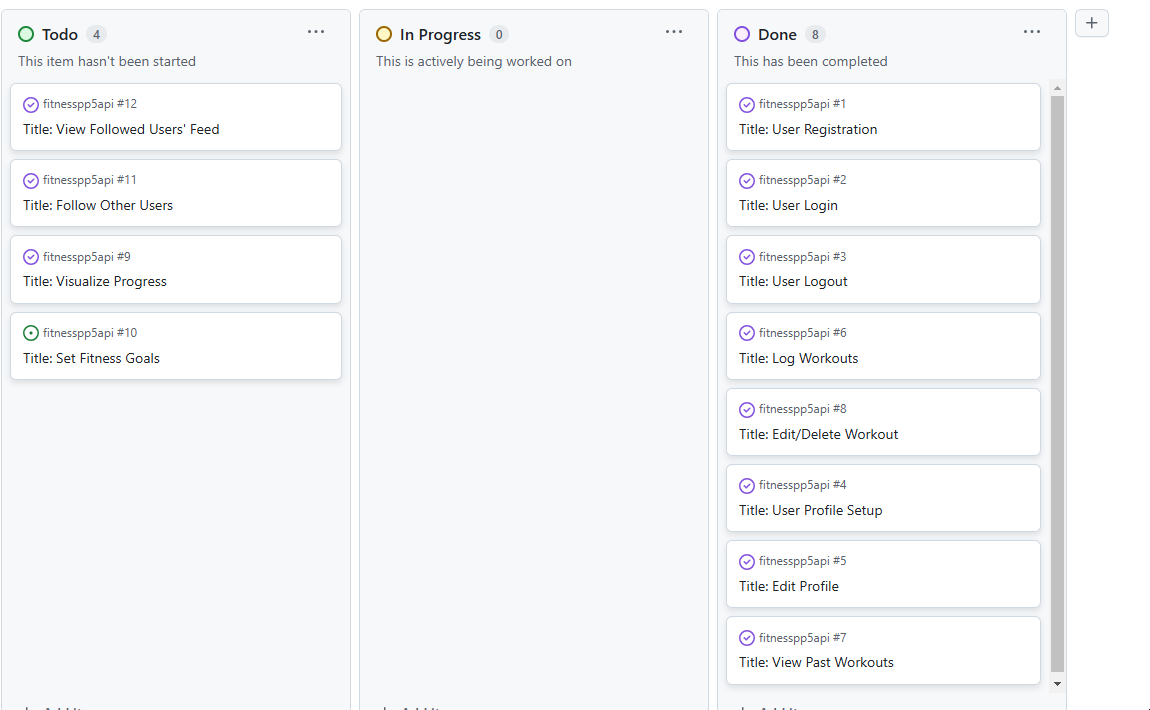 Todo 4
This item hasn't been started
fitnesspp5api #12
Title: View Followed Users' Feed
fitnesspp5api #11
Title: Follow Other Users
fitnesspp5api #9
Title: Visualize Progress
fitnesspp5api #10
Title: Set Fitness Goals
In Progress 0
This is actively being worked on
Done 8
This has been completed
fitnesspp5api #1
Title: User Registration
fitnesspp5api #2
Title: User Login
fitnesspp5api #3
Title: User Logout
fitnesspp5api #6
Title: Log Workouts
fitnesspp5api #8
Title: Edit/Delete Workout
fitnesspp5api #4
Title: User Profile Setup
fitnesspp5api #5
Title: Edit Profile
fitnesspp5api #7
Title: View Past Workouts